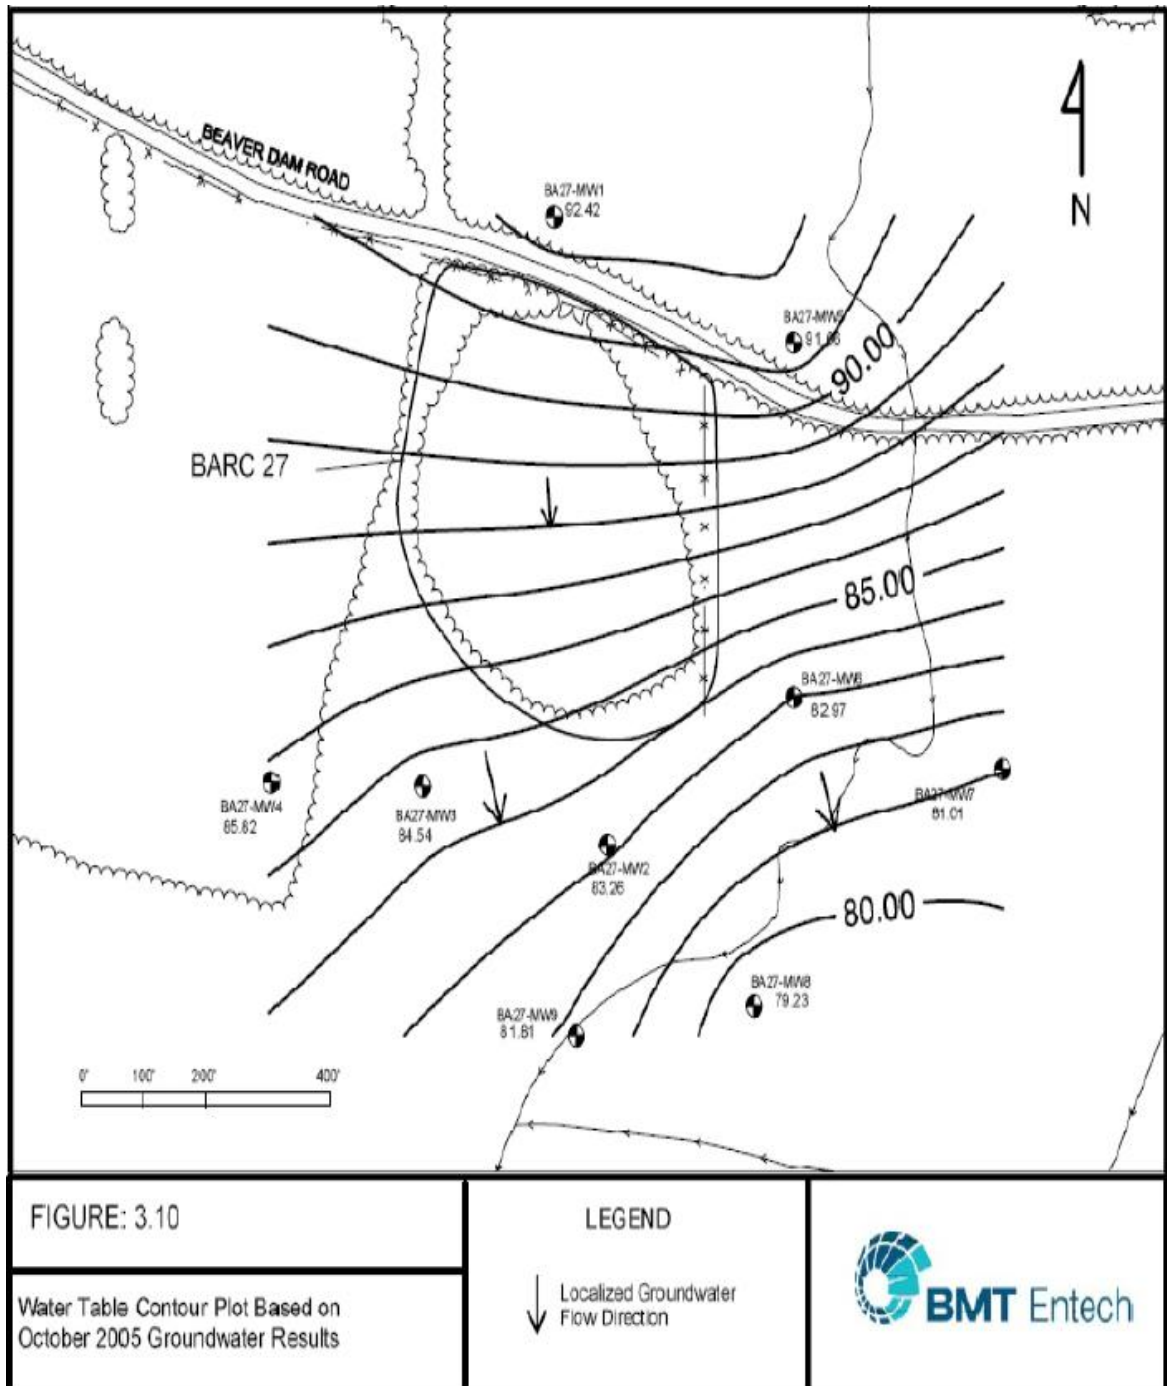 BEAVER DAM ROAD
BA27-MW1
92.42
N
BA27-MW5
91.66
90.00
BARC 27
85.00
BA27-MW6
82.97
BA27-MW4
85.82
BA27-MW3
84.54
BA27-MW7
81.01
BA27-MW2
83.26
80.00
BA27-MW8
79.23
BA27-MW9
81.81
0' 100' 200' 400'
FIGURE: 3.10
Water Table Contour Plot Based on
October 2005 Groundwater Results
LEGEND
Localized Groundwater
Flow Direction
BMT Entech